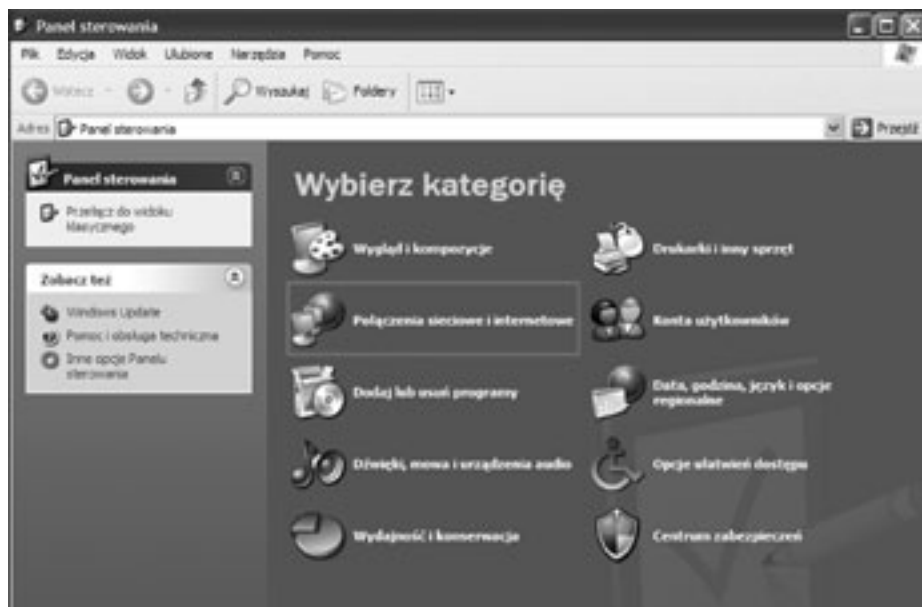 Panel sterowania
Plik Edycja Widok Ulubione Narzędzia Pomoc
Wstecz Wyszukaj Foldery
Adres Panel sterowania Przejdź
Panel sterowania
Przełącz do widoku
klasycznego
Zobacz też
Windows Update
Pomoc i obsługa techniczna
Inne opcje Panelu
sterowania
Wybierz kategorię
Wygląd i kompozycje
Drukarki i inny sprzęt
Połączenia sieciowe i internetowe
Konta użytkowników
Dodaj lub usuń programy
Data, godzina, język i opcje
regionalne
Dźwięki, mowa i urządzenia audio
Opcje ułatwień dostępu
Wydajność i konserwacja
Centrum zabezpieczeń